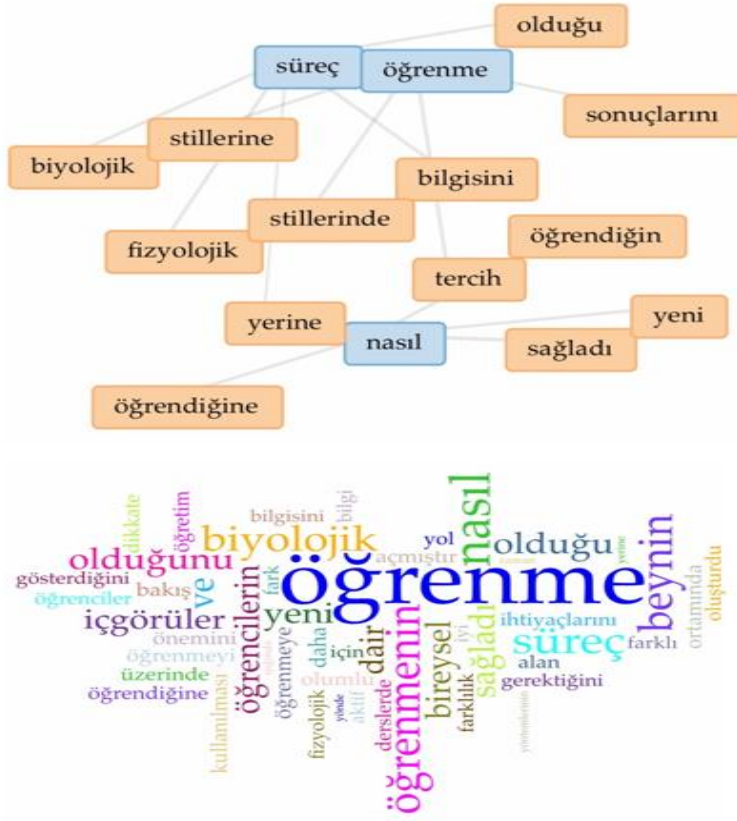 olduğu
süreç
öğrenme
sonuçlarını
stillerine
biyolojik
bilgisini
stillerinde
fizyolojik
öğrendiğin
tercih
yeni
yerine
nasıl
sağladı
öğrendiğine
dikkate
öğretim
bilgisini
bilgi
nasıl
biyolojik
yol
olduğu
yerine
beynin
olduğunu
açmıştır
ortamında
oluşturdu
gösterdiğini
bakış
ve
fark
öğrenme
öğrenciler
öğrencilerin
yeni
içgörüler
sağladı
ihtiyaçlarını
önemini
öğrenmeye
daha
için
dair
öğrenmenin
bireysel
iyi
süreç
farklı
öğrenmeyi
alan
üzerinde
olumlu
gerektiğini
öğrendiğine
kullanılması
fizyolojik
yönde
aktif
derslerde
farklılık